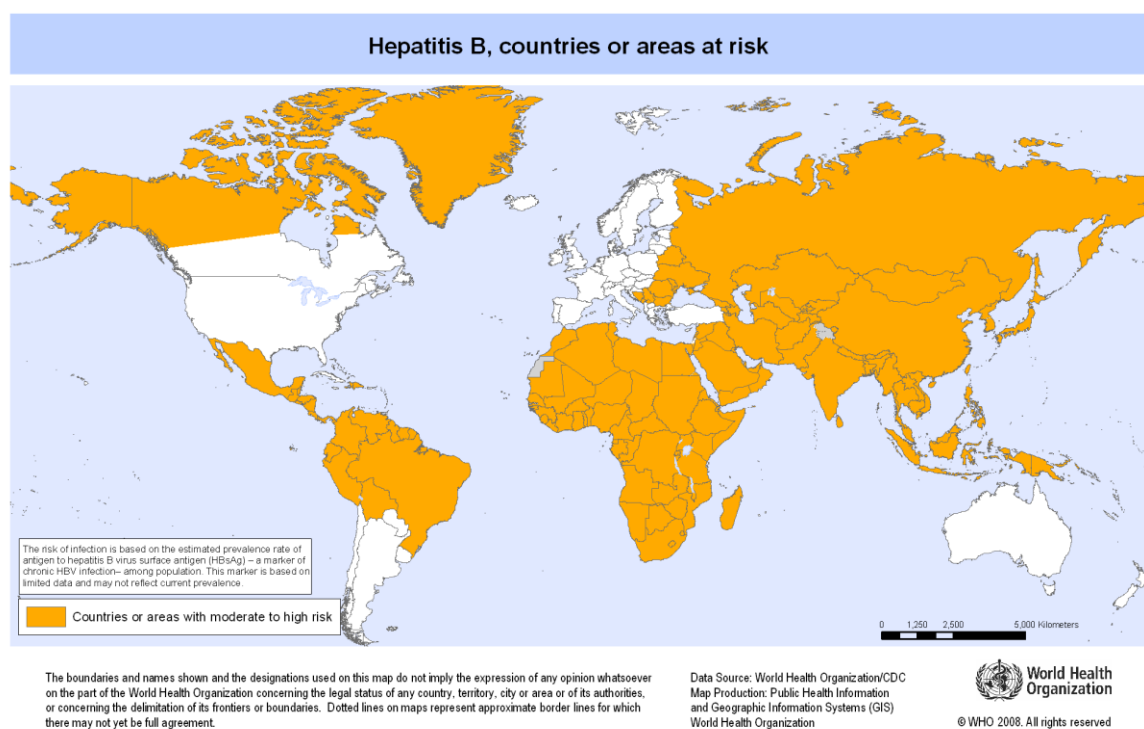 Hepatitis B, countries or areas at risk
The risk of infection is based on the estimated prevalence rate of
antigen to hepatitis B virus surface antigen (HBsAg) – a marker of
chronic HBV infection– among population. This marker is based on
limited data and may not reflect current prevalence.
Countries or areas with moderate to high risk
0 1,250 2,500 5,000 Kilometers
The boundaries and names shown and the designations used on this map do not imply the expression of any opinion whatsoever
on the part of the World Health Organization concerning the legal status of any country, territory, city or area or of its authorities,
or concerning the delimitation of its frontiers or boundaries. Dotted lines on maps represent approximate border lines for which
there may not yet be full agreement.
Data Source: World Health Organization/CDC
Map Production: Public Health Information
and Geographic Information Systems (GIS)
World Health Organization
World Health
Organization
© WHO 2008. All rights reserved